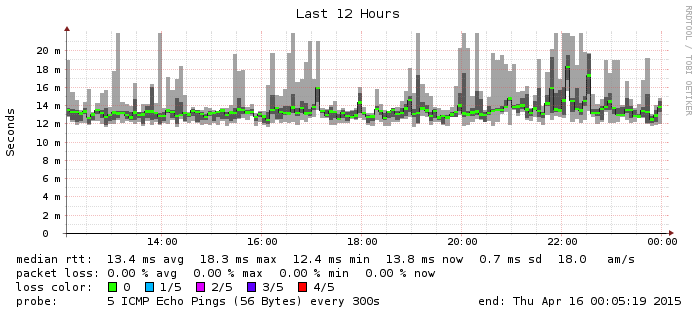 Last 12 Hours
RRDTOOL / TOBI OETIKER
Seconds
20 m
18 m
16 m
14 m
12 m
10 m
8 m
6 m
4 m
2 m
0
14:00 16:00 18:00 20:00 22:00 00:00
median rtt: 13.4 ms avg 18.3 ms max 12.4 ms min 13.8 ms now 0.7 ms sd 18.0 am/s
packet loss: 0.00 % avg 0.00 % max 0.00 % min 0.00 % now
loss color: 0 1/5 2/5 3/5 4/5
probe: 5 ICMP Echo Pings (56 Bytes) every 300s end: Thu Apr 16 00:05:19 2015